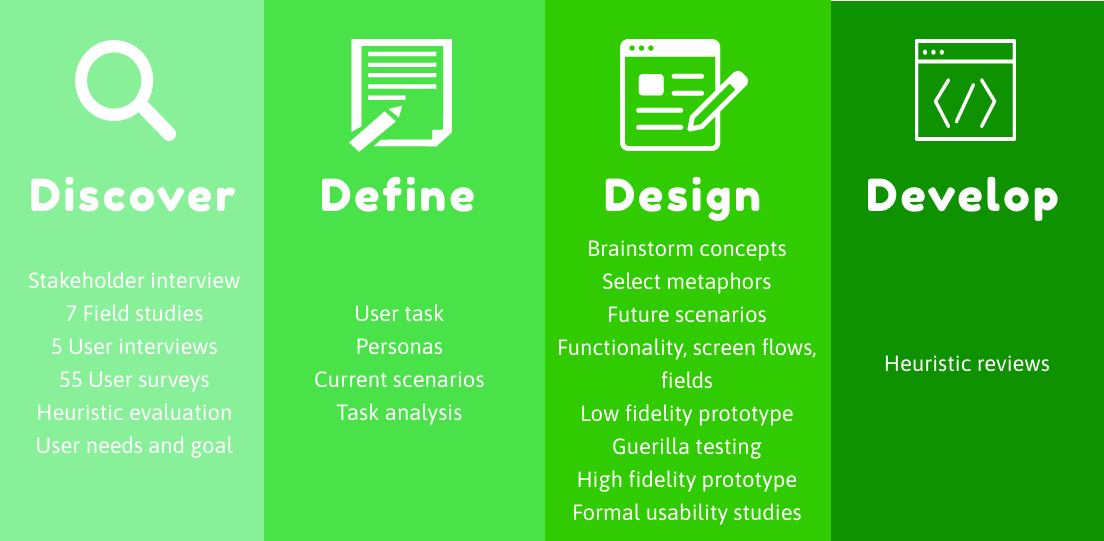 Discover
Stakeholder interview
7 Field studies
5 User interviews
55 User surveys
Heuristic evaluation
User needs and goal
Define
User task
Personas
Current scenarios
Task analysis
Design
Brainstorm concepts
Select metaphors
Future scenarios
Functionality, screen flows,
fields
Low fidelity prototype
Guerilla testing
High fidelity prototype
Formal usability studies
Develop
Heuristic reviews